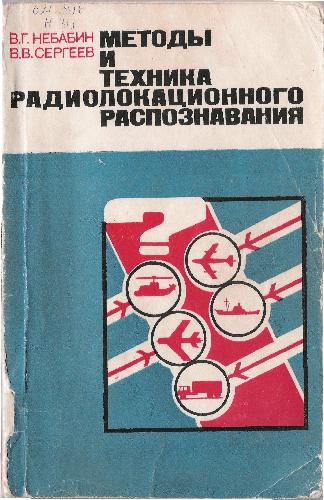 В.Г. НЕБАБИН
В.В. СЕРГЕЕВ
МЕТОДЫ
И
ТЕХНИКА
РАДИОЛОКАЦИОННОГО
РАСПОЗНАВАНИЯ
?